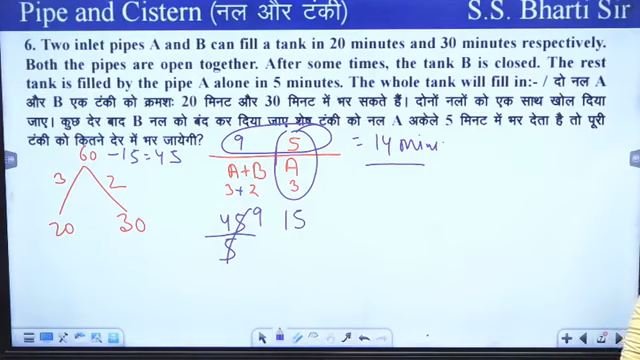 Pipe and Cistern (नल और टंकी) S.S. Bharti Sir
6. Two inlet pipes A and B can fill a tank in 20 minutes and 30 minutes respectively.
Both the pipes are open together. After some times, the tank B is closed. The rest
tank is filled by the pipe A alone in 5 minutes. The whole tank will fill in:- / दो नल A
और B एक टंकी को क्रमशः 20 मिनट और 30 मिनट में भर सकते हैं। दोनों नलों को एक साथ खोल दिया
जाए। कुछ देर बाद B नल को बंद कर दिया जाए शेष टंकी को नल A अकेले 5 मिनट में भर देता है तो पूरी
टंकी को कितने देर में भर जायेगी?
9 5 = 14 min.
60 - 15 = 45
A+B A
3 2 3+2 3
20 30 45 9 15
5